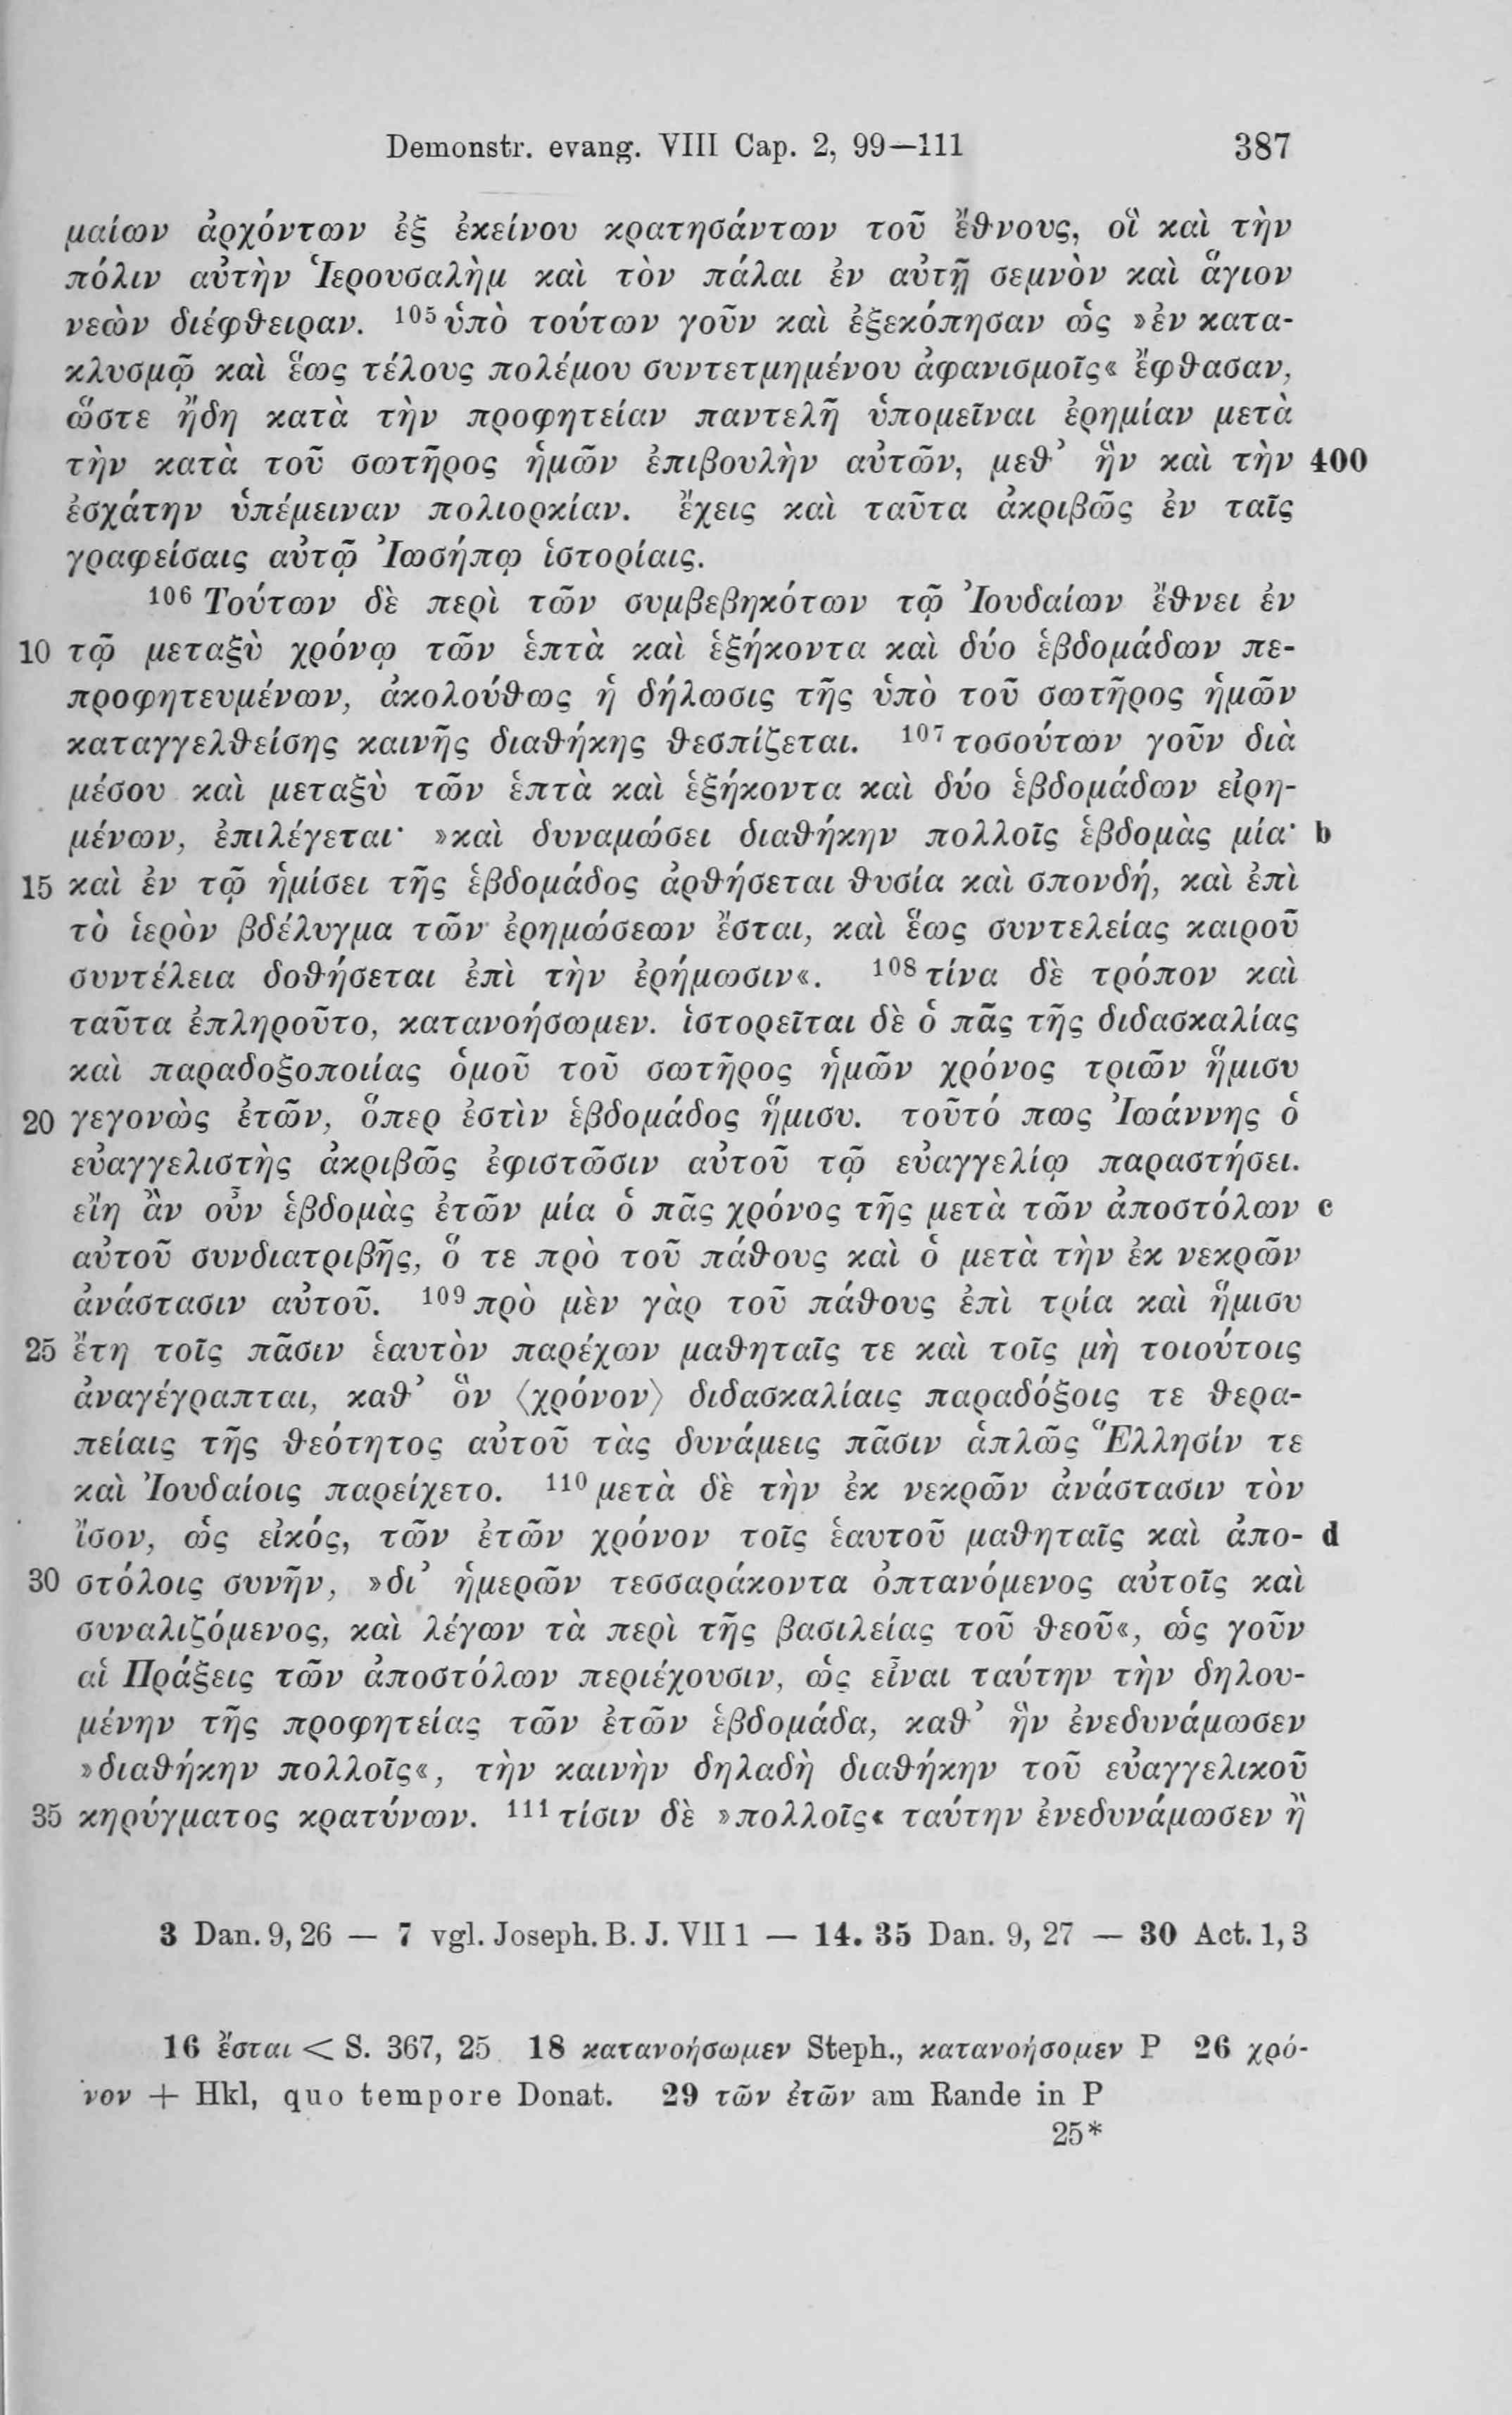 Demonstr. evang. VIII Cap. 2, 99—111 387
μαίων ἀρχόντων ἐξ ἐκείνου κρατησάντων τοῦ ἔθνους, οἳ καὶ τὴν
πόλιν αὐτὴν Ἱερουσαλὴμ καὶ τὸν πάλαι ἐν αὐτῇ σεμνὸν καὶ ἅγιον
νεὼν διέφθειραν. 105 ὑπὸ τούτων γοῦν καὶ ἐξεκόπησαν ὡς »ἐν κατα-
κλυσμῷ καὶ ἕως τέλους πολέμου συντετμημένου ἀφανισμοῖς« ἔφθασαν,
ὥστε ἤδη κατὰ τὴν προφητείαν παντελῆ ὑπομεῖναι ἐρημίαν μετὰ
τὴν κατὰ τοῦ σωτῆρος ἡμῶν ἐπιβουλὴν αὐτῶν, μεθ’ ἣν καὶ τὴν 400
ἐσχάτην ὑπέμειναν πολιορκίαν. ἔχεις καὶ ταῦτα ἀκριβῶς ἐν ταῖς
γραφείσαις αὐτῷ Ἰωσήπῳ ἱστορίαις.
106 Τούτων δὲ περὶ τῶν συμβεβηκότων τῷ Ἰουδαίων ἔθνει ἐν
10 τῷ μεταξὺ χρόνῳ τῶν ἑπτὰ καὶ ἑξήκοντα καὶ δύο ἑβδομάδων πε-
προφητευμένων, ἀκολούθως ἡ δήλωσις τῆς ὑπὸ τοῦ σωτῆρος ἡμῶν
καταγγελθείσης καινῆς διαθήκης θεσπίζεται. 107 τοσούτων γοῦν διὰ
μέσου καὶ μεταξὺ τῶν ἑπτὰ καὶ ἑξήκοντα καὶ δύο ἑβδομάδων εἰρη-
μένων, ἐπιλέγεται· »καὶ δυναμώσει διαθήκην πολλοῖς ἑβδομὰς μία· b
15 καὶ ἐν τῷ ἡμίσει τῆς ἑβδομάδος ἀρθήσεται θυσία καὶ σπονδή, καὶ ἐπὶ
τὸ ἱερὸν βδέλυγμα τῶν ἐρημώσεων ἔσται, καὶ ἕως συντελείας καιροῦ
συντέλεια δοθήσεται ἐπὶ τὴν ἐρήμωσιν«. 108 τίνα δὲ τρόπον καὶ
ταῦτα ἐπληροῦτο, κατανοήσωμεν. ἱστορεῖται δὲ ὁ πᾶς τῆς διδασκαλίας
καὶ παραδοξοποιίας ὁμοῦ τοῦ σωτῆρος ἡμῶν χρόνος τριῶν ἥμισυ
20 γεγονὼς ἐτῶν, ὅπερ ἐστὶν ἑβδομάδος ἥμισυ. τοῦτό πως Ἰωάννης ὁ
εὐαγγελιστὴς ἀκριβῶς ἐφιστῶσιν αὐτοῦ τῷ εὐαγγελίῳ παραστήσει.
εἴη ἂν οὖν ἑβδομὰς ἐτῶν μία ὁ πᾶς χρόνος τῆς μετὰ τῶν ἀποστόλων c
αὐτοῦ συνδιατριβῆς, ὅ τε πρὸ τοῦ πάθους καὶ ὁ μετὰ τὴν ἐκ νεκρῶν
ἀνάστασιν αὐτοῦ. 109 πρὸ μὲν γὰρ τοῦ πάθους ἐπὶ τρία καὶ ἥμισυ
25 ἔτη τοῖς πᾶσιν ἑαυτὸν παρέχων μαθηταῖς τε καὶ τοῖς μὴ τοιούτοις
ἀναγέγραπται, καθ’ ὃν ⟨χρόνον⟩ διδασκαλίαις παραδόξοις τε θερα-
πείαις τῆς θεότητος αὐτοῦ τὰς δυνάμεις πᾶσιν ἁπλῶς Ἕλλησίν τε
καὶ Ἰουδαίοις παρείχετο. 110 μετὰ δὲ τὴν ἐκ νεκρῶν ἀνάστασιν τὸν
ἴσον, ὡς εἰκός, τῶν ἐτῶν χρόνον τοῖς ἑαυτοῦ μαθηταῖς καὶ ἀπο- d
30 στόλοις συνῆν, »δι’ ἡμερῶν τεσσαράκοντα ὀπτανόμενος αὐτοῖς καὶ
συναλιζόμενος, καὶ λέγων τὰ περὶ τῆς βασιλείας τοῦ θεοῦ«, ὡς γοῦν
αἱ Πράξεις τῶν ἀποστόλων περιέχουσιν, ὡς εἶναι ταύτην τὴν δηλου-
μένην τῆς προφητείας τῶν ἐτῶν ἑβδομάδα, καθ’ ἣν ἐνεδυνάμωσεν
»διαθήκην πολλοῖς«, τὴν καινὴν δηλαδὴ διαθήκην τοῦ εὐαγγελικοῦ
35 κηρύγματος κρατύνων. 111 τίσιν δὲ »πολλοῖς« ταύτην ἐνεδυνάμωσεν ἢ
3 Dan. 9, 26 — 7 vgl. Joseph. B. J. VII 1 — 14. 35 Dan. 9, 27 — 30 Act. 1, 3
16 ἔσται < S. 367, 25 18 κατανοήσωμεν Steph., κατανοήσομεν P 26 χρό-
νον + Hkl, quo tempore Donat. 29 τῶν ἐτῶν am Rande in P
25*